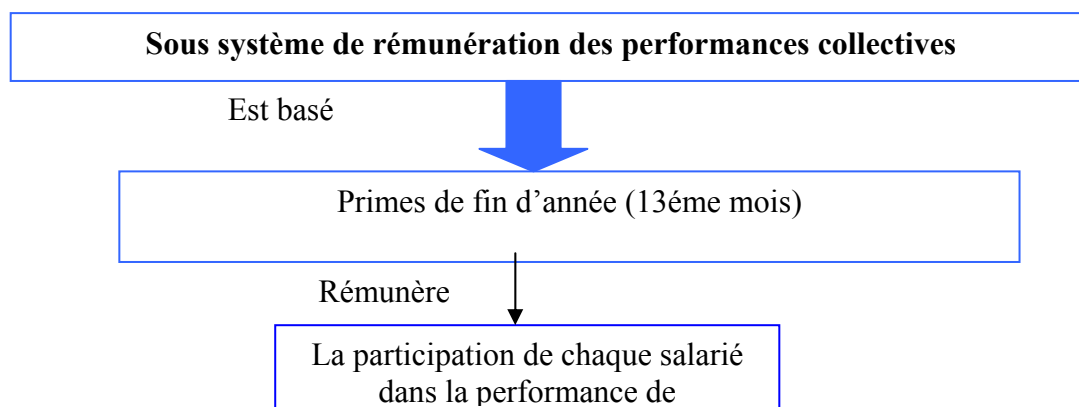 Sous système de rémunération des performances collectives
Est basé
Primes de fin d’année (13éme mois)
Rémunère
La participation de chaque salarié
dans la performance de